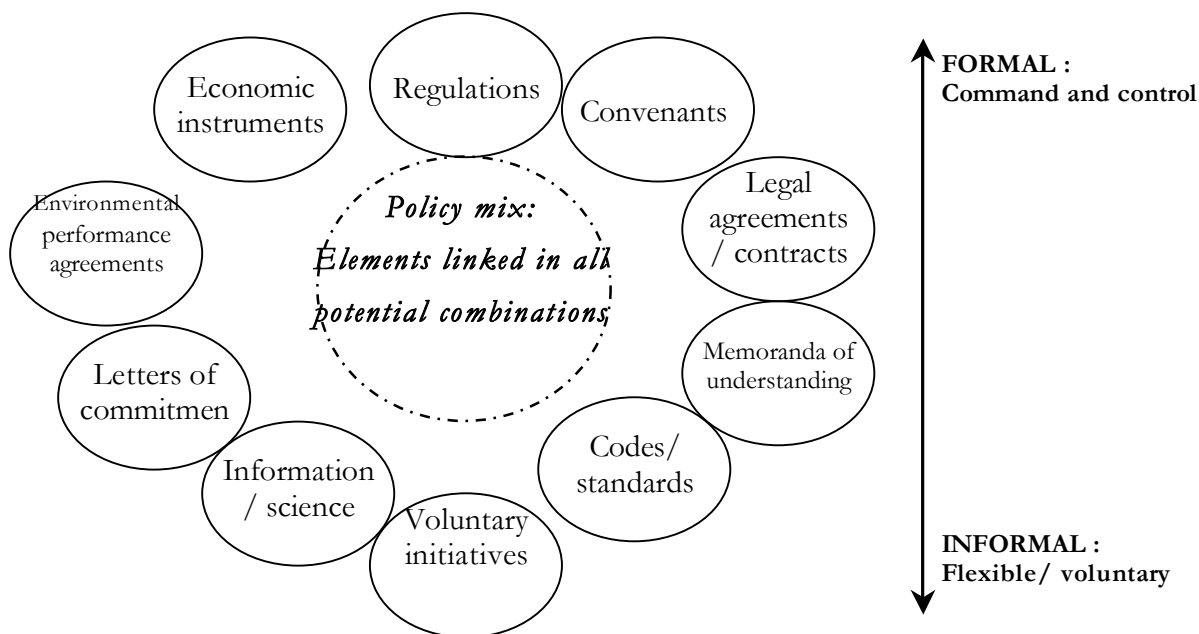 Economic
instruments
Regulations
Convenants
FORMAL :
Command and control
Environmental
performance
agreements
Policy mix:
Elements linked in all
potential combinations
Legal
agreements
/ contracts
Letters of
commitmen
Memoranda of
understanding
Information
/ science
Codes/
standards
Voluntary
initiatives
INFORMAL :
Flexible/ voluntary